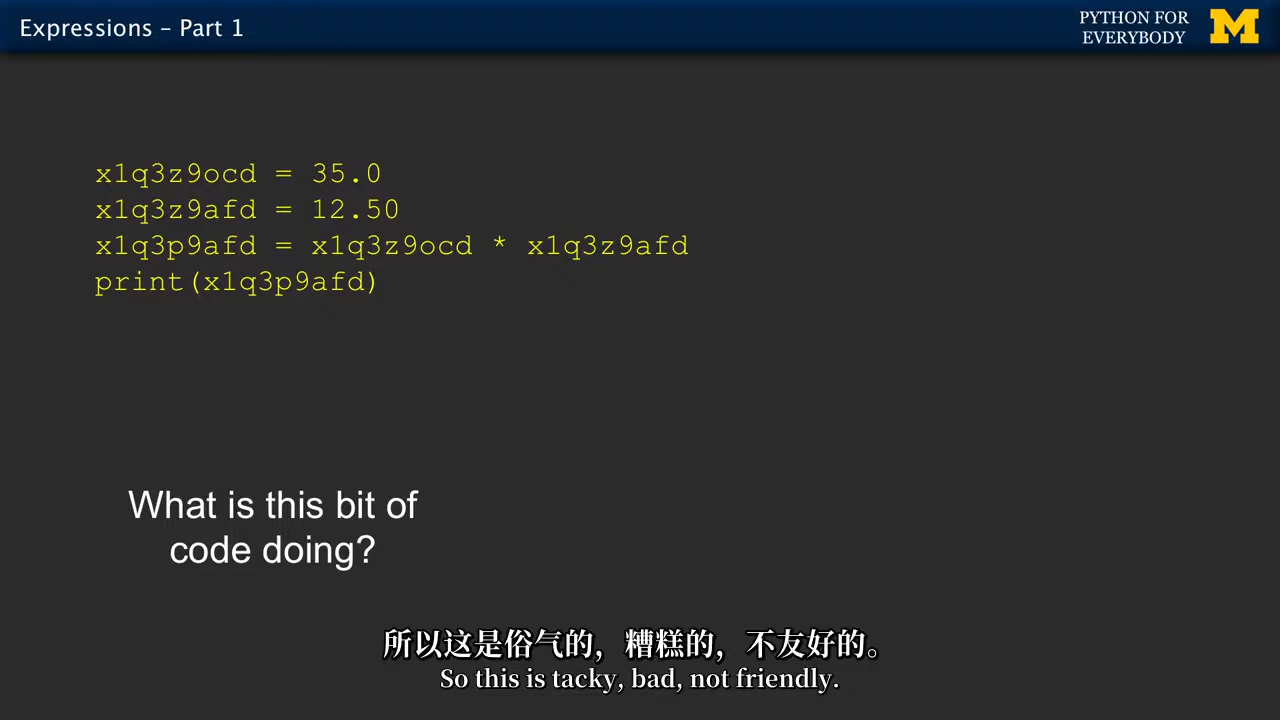 Expressions – Part 1
PYTHON FOR
EVERYBODY
M
x1q3z9ocd = 35.0
x1q3z9afd = 12.50
x1q3p9afd = x1q3z9ocd * x1q3z9afd
print(x1q3p9afd)
What is this bit of
code doing?
所以这是俗气的，糟糕的，不友好的。
So this is tacky, bad, not friendly.